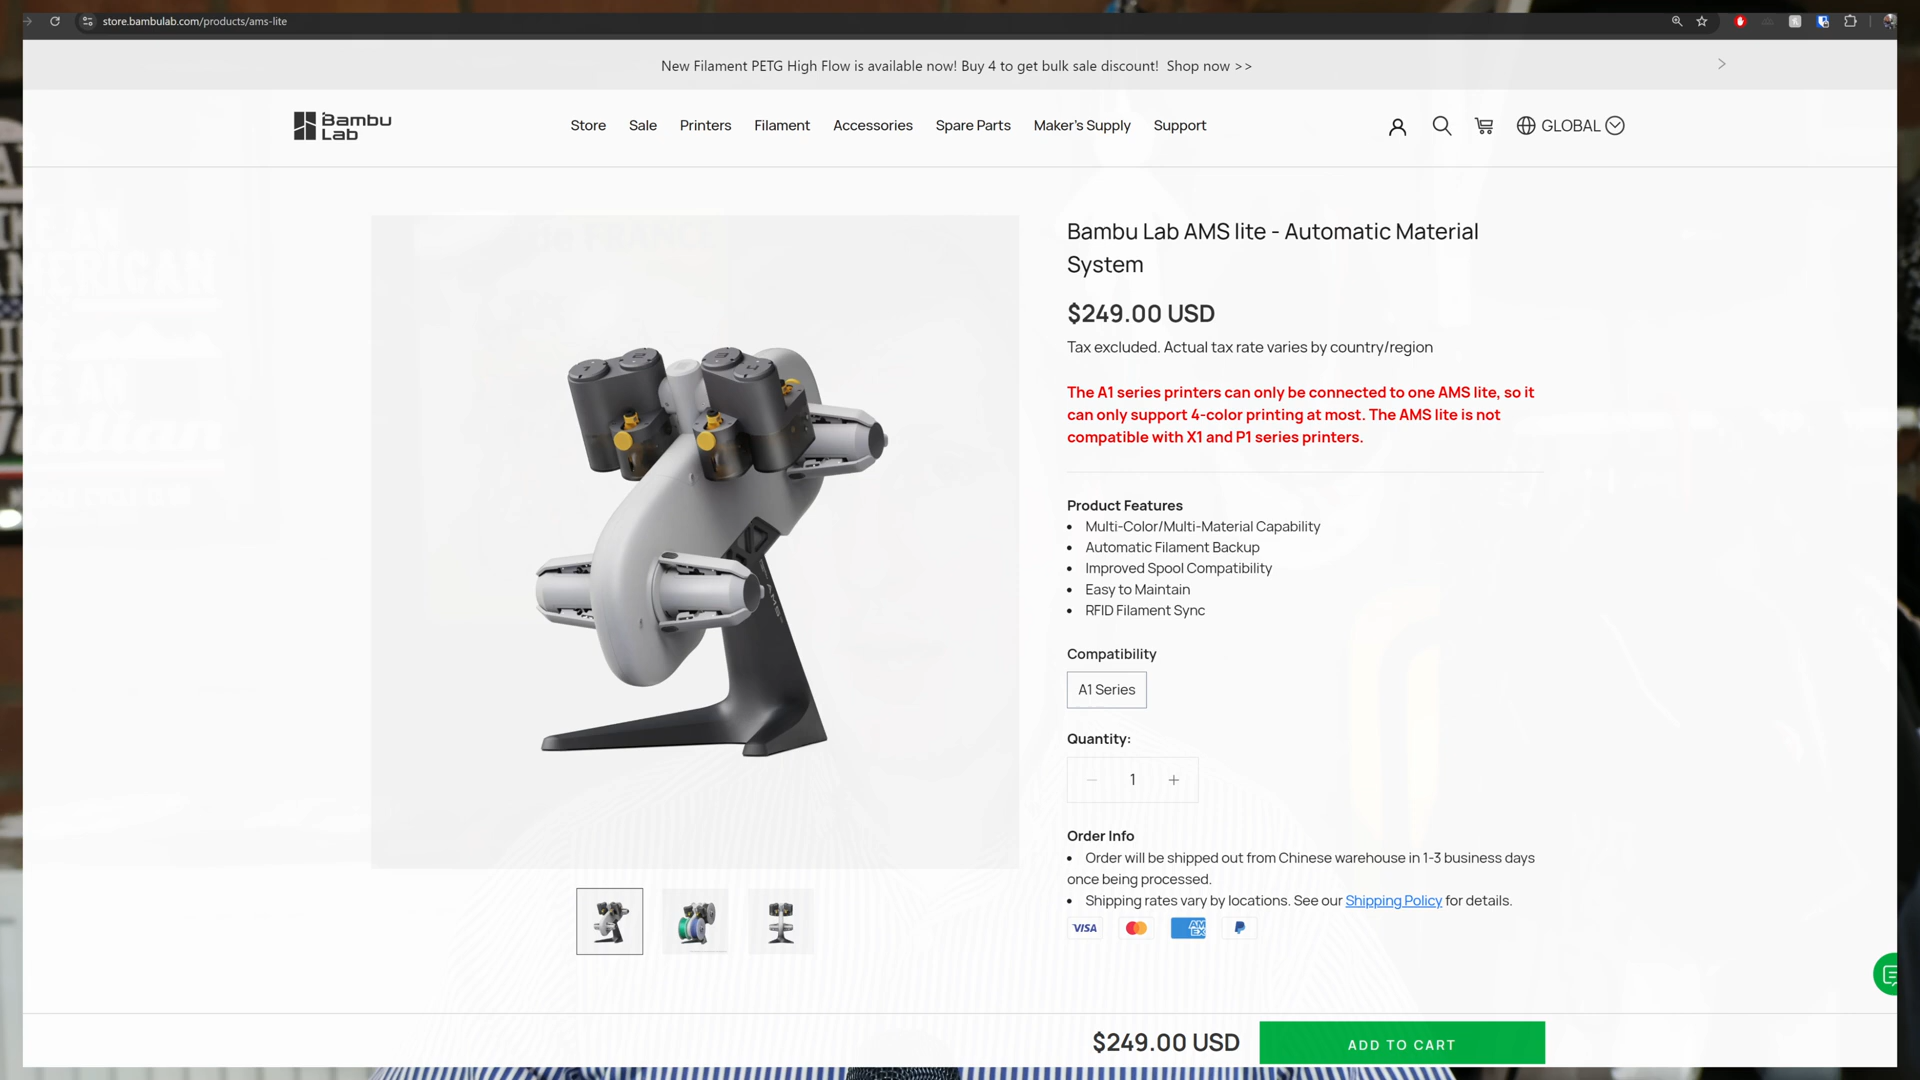 store.bambulab.com/products/ams-lite
New Filament PETG High Flow is available now! Buy 4 to get bulk sale discount!  Shop now >>
Bambu Lab
Store Sale Printers Filament Accessories Spare Parts Maker's Supply Support
GLOBAL
Bambu Lab AMS lite - Automatic Material
System
$249.00 USD
Tax excluded. Actual tax rate varies by country/region
The A1 series printers can only be connected to one AMS lite, so it
can only support 4-color printing at most. The AMS lite is not
compatible with X1 and P1 series printers.
Product Features
• Multi-Color/Multi-Material Capability
• Automatic Filament Backup
• Improved Spool Compatibility
• Easy to Maintain
• RFID Filament Sync
Compatibility
A1 Series
Quantity:
− 1 +
Order Info
• Order will be shipped out from Chinese warehouse in 1-3 business days
once being processed.
• Shipping rates vary by locations. See our Shipping Policy for details.
VISA AM EX
$249.00 USD ADD TO CART